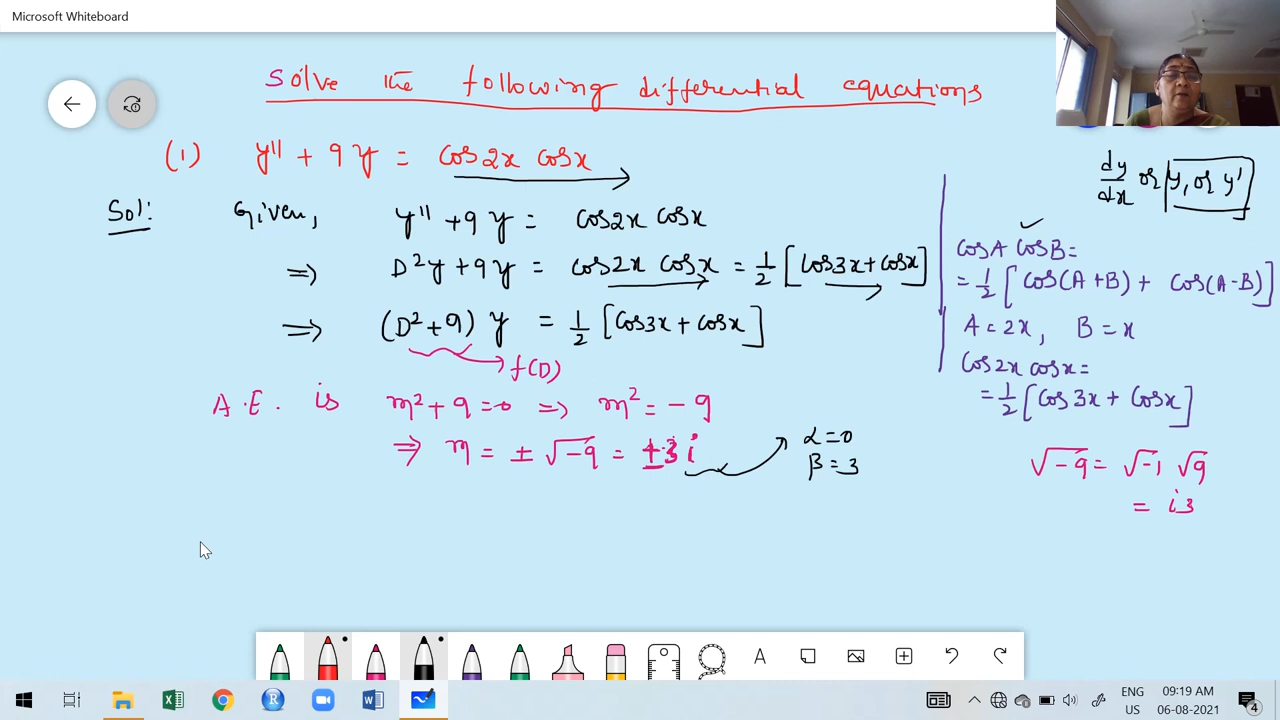 Microsoft Whiteboard
Solve the following differential equations
(1) y'' + 9y = cos2x cosx
dy/dx or y, or y'
Sol: Given, y'' + 9y = cos2x cosx
⇒ D²y + 9y = cos2x cosx = 1/2 [cos3x + cosx]
⇒ (D² + 9) y = 1/2 [cos3x + cosx]
f(D)
A.E. is m² + 9 = 0 ⇒ m² = -9
⇒ m = ± √-9 = ±3i
α = 0
β = 3
cosA cosB =
= 1/2 [cos(A+B) + cos(A-B)]
A = 2x, B = x
cos2x cosx =
= 1/2 [cos3x + cosx]
√-9 = √-1 √9
= i3
A
ENG
US
09:19 AM
06-08-2021
4